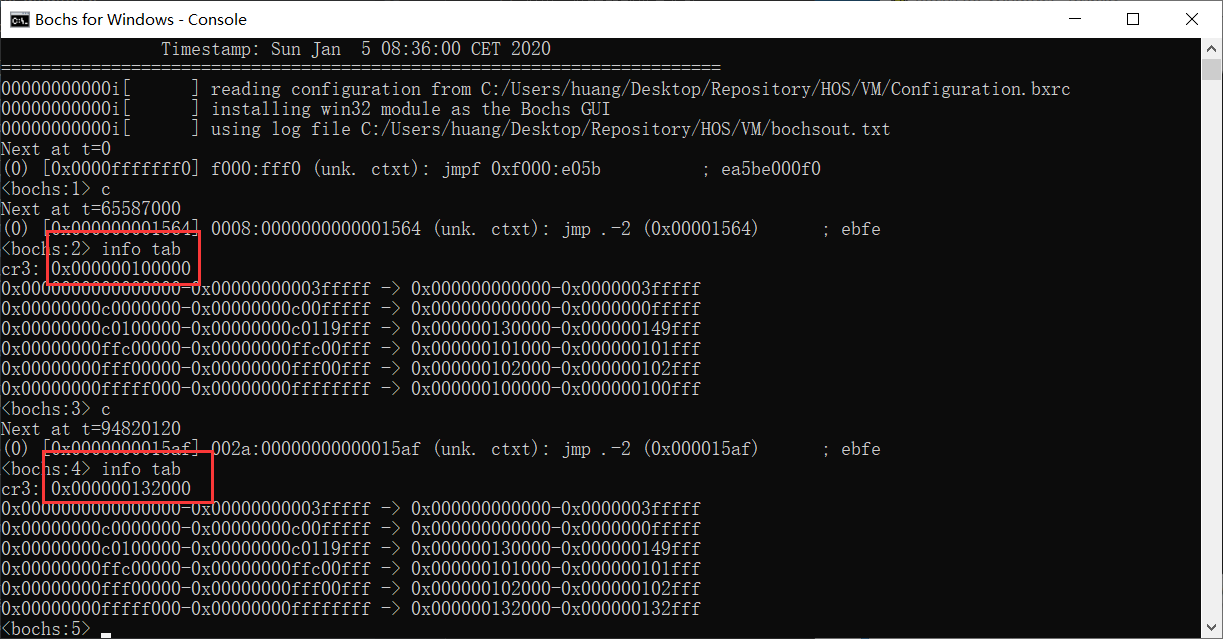 Bochs for Windows - Console
Timestamp: Sun Jan  5 08:36:00 CET 2020
========================================================================
00000000000i[      ] reading configuration from C:/Users/huang/Desktop/Repository/HOS/VM/Configuration.bxrc
00000000000i[      ] installing win32 module as the Bochs GUI
00000000000i[      ] using log file C:/Users/huang/Desktop/Repository/HOS/VM/bochsout.txt
Next at t=0
(0) [0x0000fffffff0] f000:fff0 (unk. ctxt): jmpf 0xf000:e05b          ; ea5be000f0
<bochs:1> c
Next at t=65587000
(0) [0x000000001564] 0008:0000000000001564 (unk. ctxt): jmp .-2 (0x00001564)      ; ebfe
<bochs:2> info tab
cr3: 0x000000100000
0x0000000000000000-0x00000000003fffff -> 0x000000000000-0x0000003fffff
0x00000000c0000000-0x00000000c00fffff -> 0x000000000000-0x0000000fffff
0x00000000c0100000-0x00000000c0119fff -> 0x000000130000-0x000000149fff
0x00000000ffc00000-0x00000000ffc00fff -> 0x000000101000-0x000000101fff
0x00000000fff00000-0x00000000fff00fff -> 0x000000102000-0x000000102fff
0x00000000fffff000-0x00000000ffffffff -> 0x000000100000-0x000000100fff
<bochs:3> c
Next at t=94820120
(0) [0x0000000015af] 002a:00000000000015af (unk. ctxt): jmp .-2 (0x000015af)      ; ebfe
<bochs:4> info tab
cr3: 0x000000132000
0x0000000000000000-0x00000000003fffff -> 0x000000000000-0x0000003fffff
0x00000000c0000000-0x00000000c00fffff -> 0x000000000000-0x0000000fffff
0x00000000c0100000-0x00000000c0119fff -> 0x000000130000-0x000000149fff
0x00000000ffc00000-0x00000000ffc00fff -> 0x000000101000-0x000000101fff
0x00000000fff00000-0x00000000fff00fff -> 0x000000102000-0x000000102fff
0x00000000fffff000-0x00000000ffffffff -> 0x000000132000-0x000000132fff
<bochs:5>